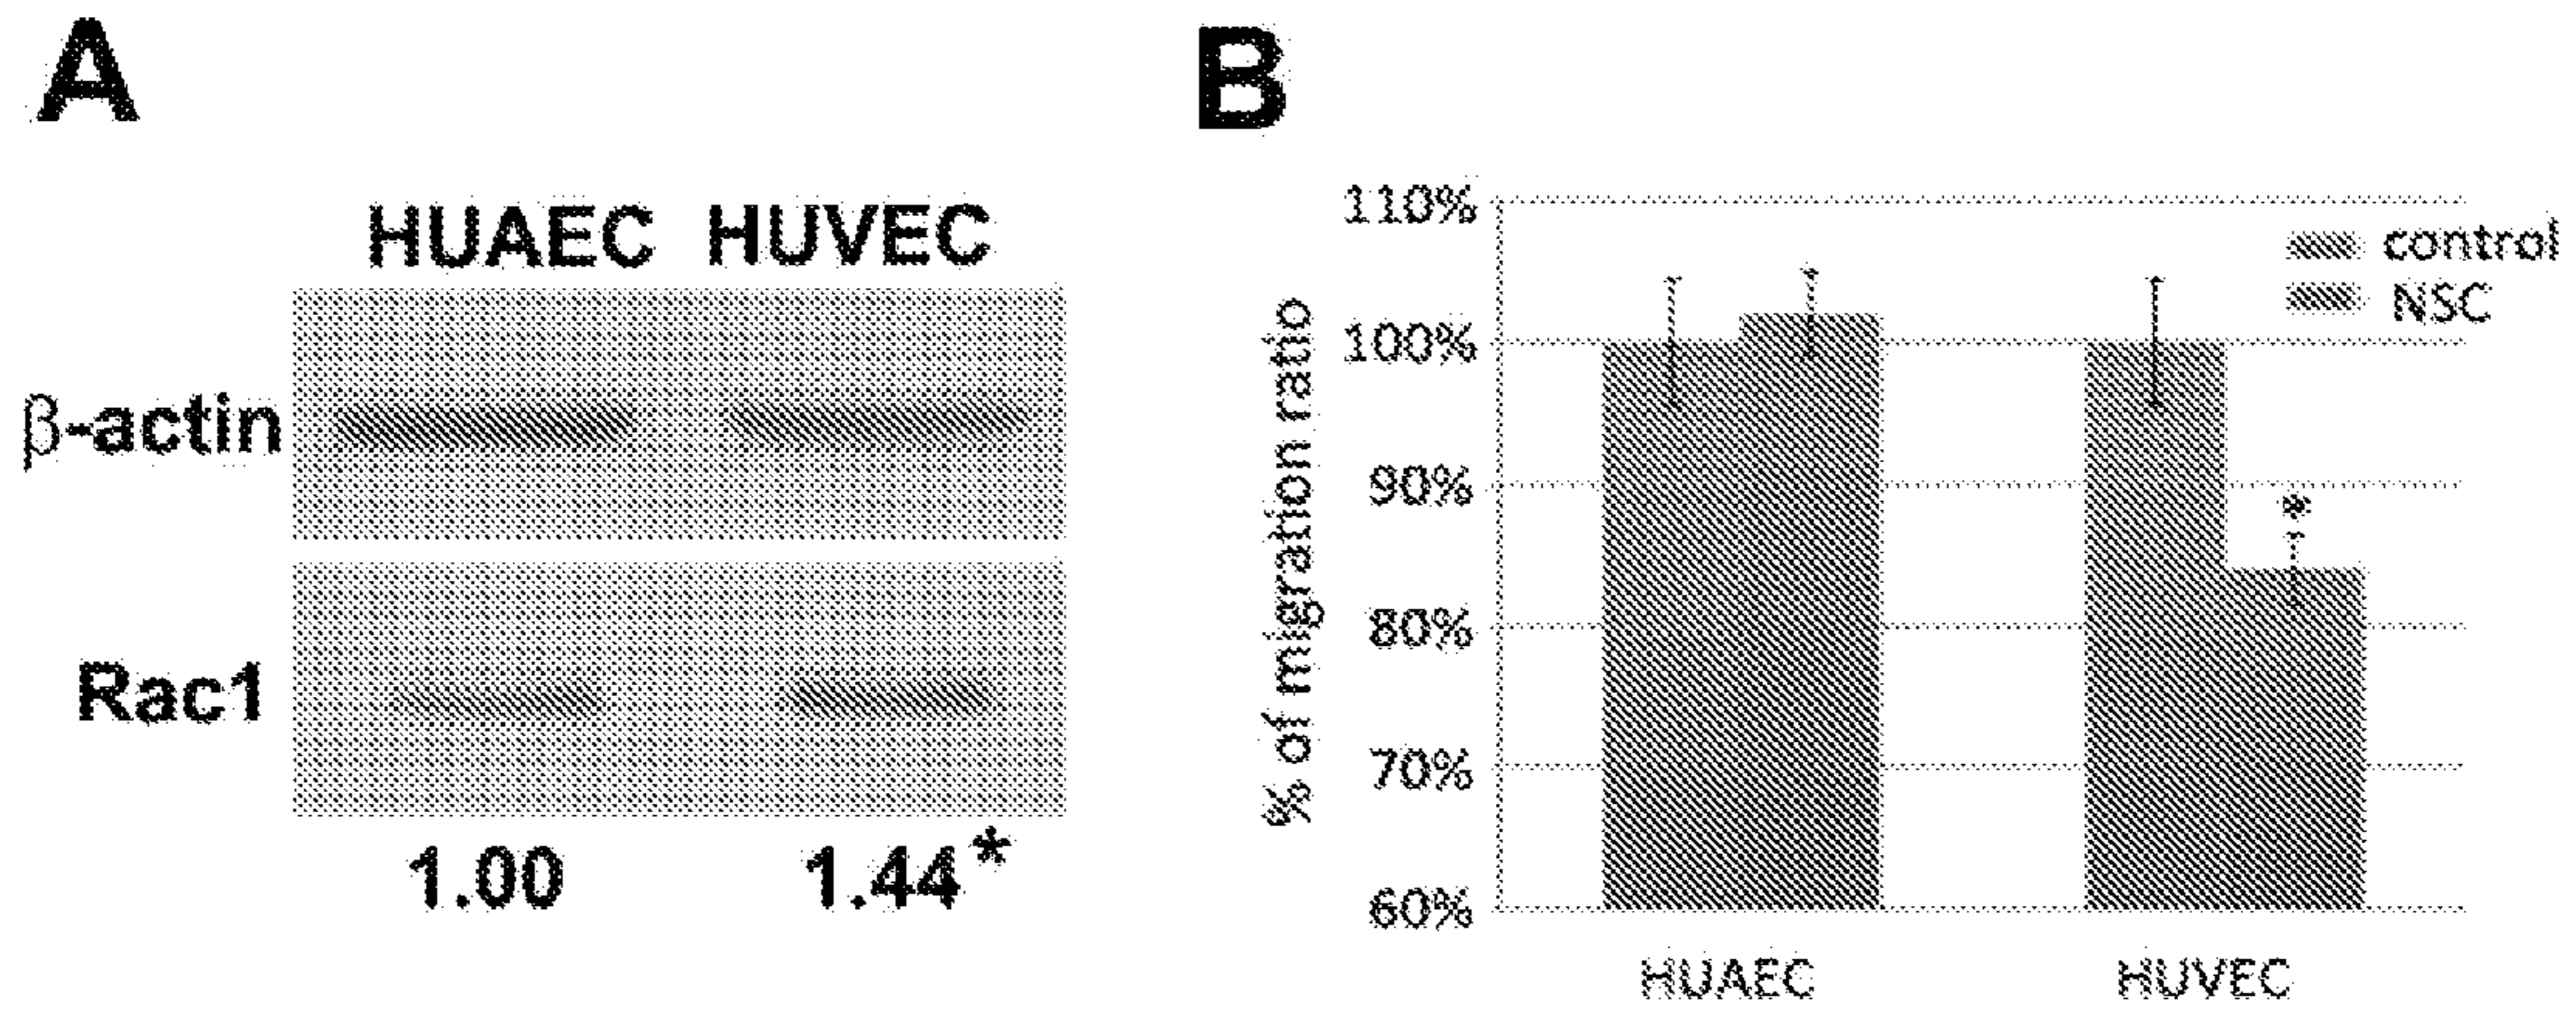 A
HUAEC HUVEC
β-actin
Rac1
1.00 1.44*
B
% of migration ratio
110%
100%
90%
80%
70%
60%
control
NSC
*
HUAEC HUVEC